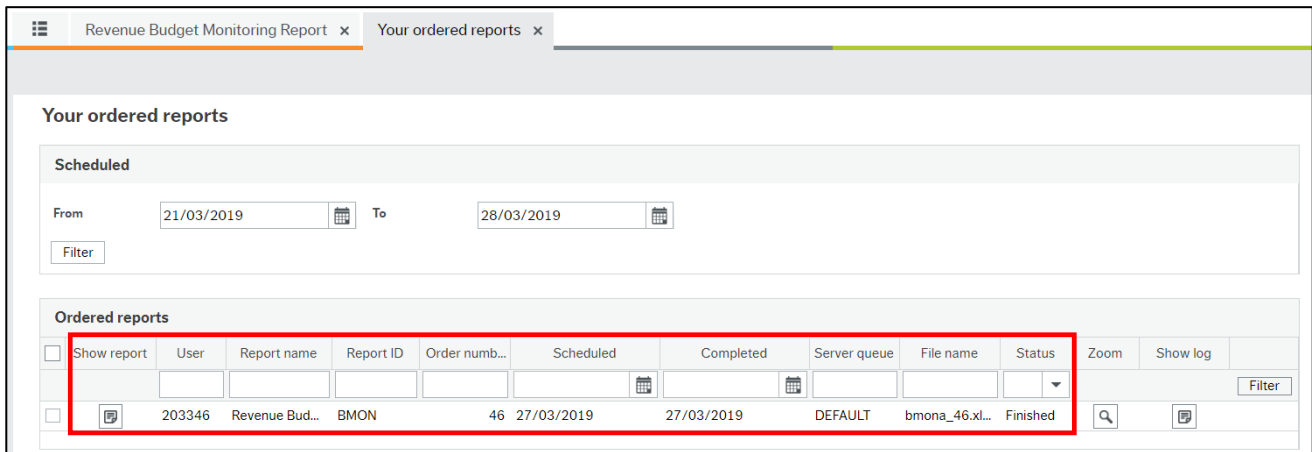 Revenue Budget Monitoring Report × Your ordered reports ×
Your ordered reports
Scheduled
From 21/03/2019 To 28/03/2019
Filter
Ordered reports
Show report User Report name Report ID Order numb... Scheduled Completed Server queue File name Status Zoom Show log
Filter
203346 Revenue Bud... BMON 46 27/03/2019 27/03/2019 DEFAULT bmona_46.xl... Finished